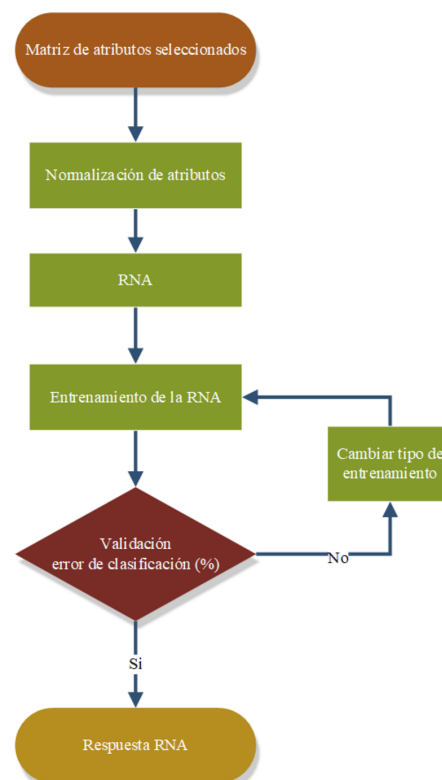 Matriz de atributos seleccionados
Normalización de atributos
RNA
Entrenamiento de la RNA
Cambiar tipo de
entrenamiento
Validación
error de clasificación (%)
No
Si
Respuesta RNA